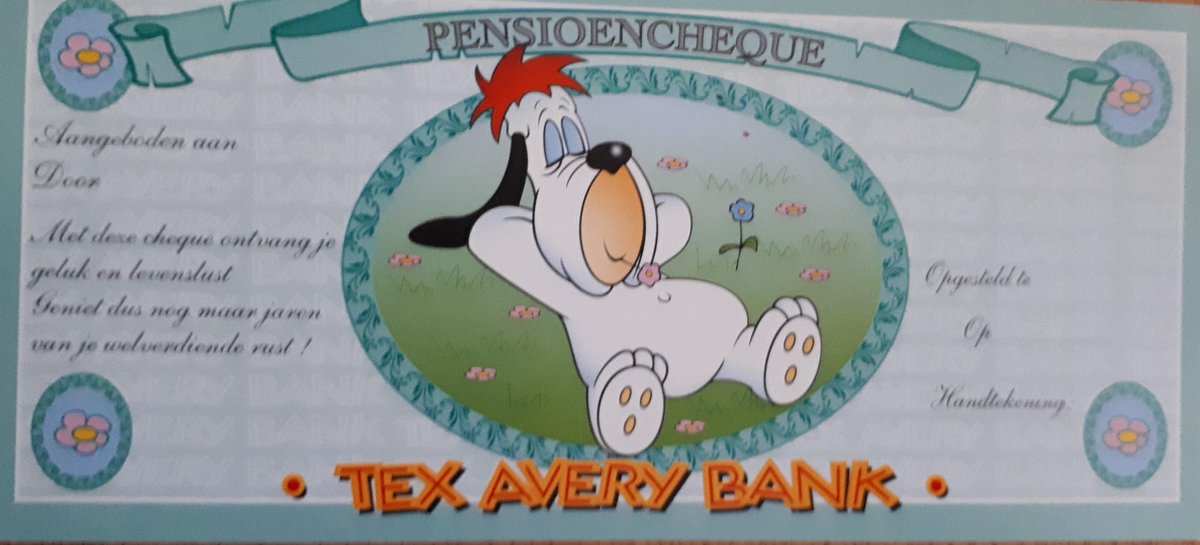 PENSIOENCHEQUE
Aangeboden aan
Door
Met deze cheque ontvang je
geluk en levenslust
Geniet dus nog maar jaren
van je welverdiende rust !
Opgesteld te
Op
Handtekening.
• TEX AVERY BANK •